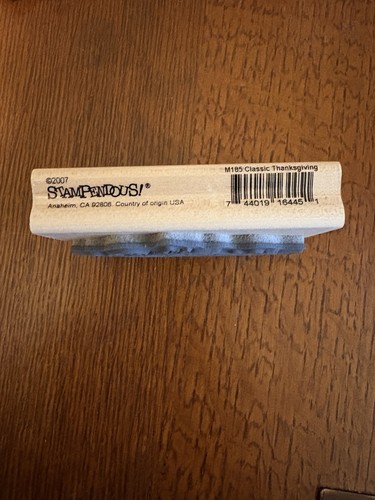 ©2007
STAMPENDOUS!®
Anaheim, CA 92806 Country of origin USA
M185 Classic Thanksgiving
7 44019 16445 1